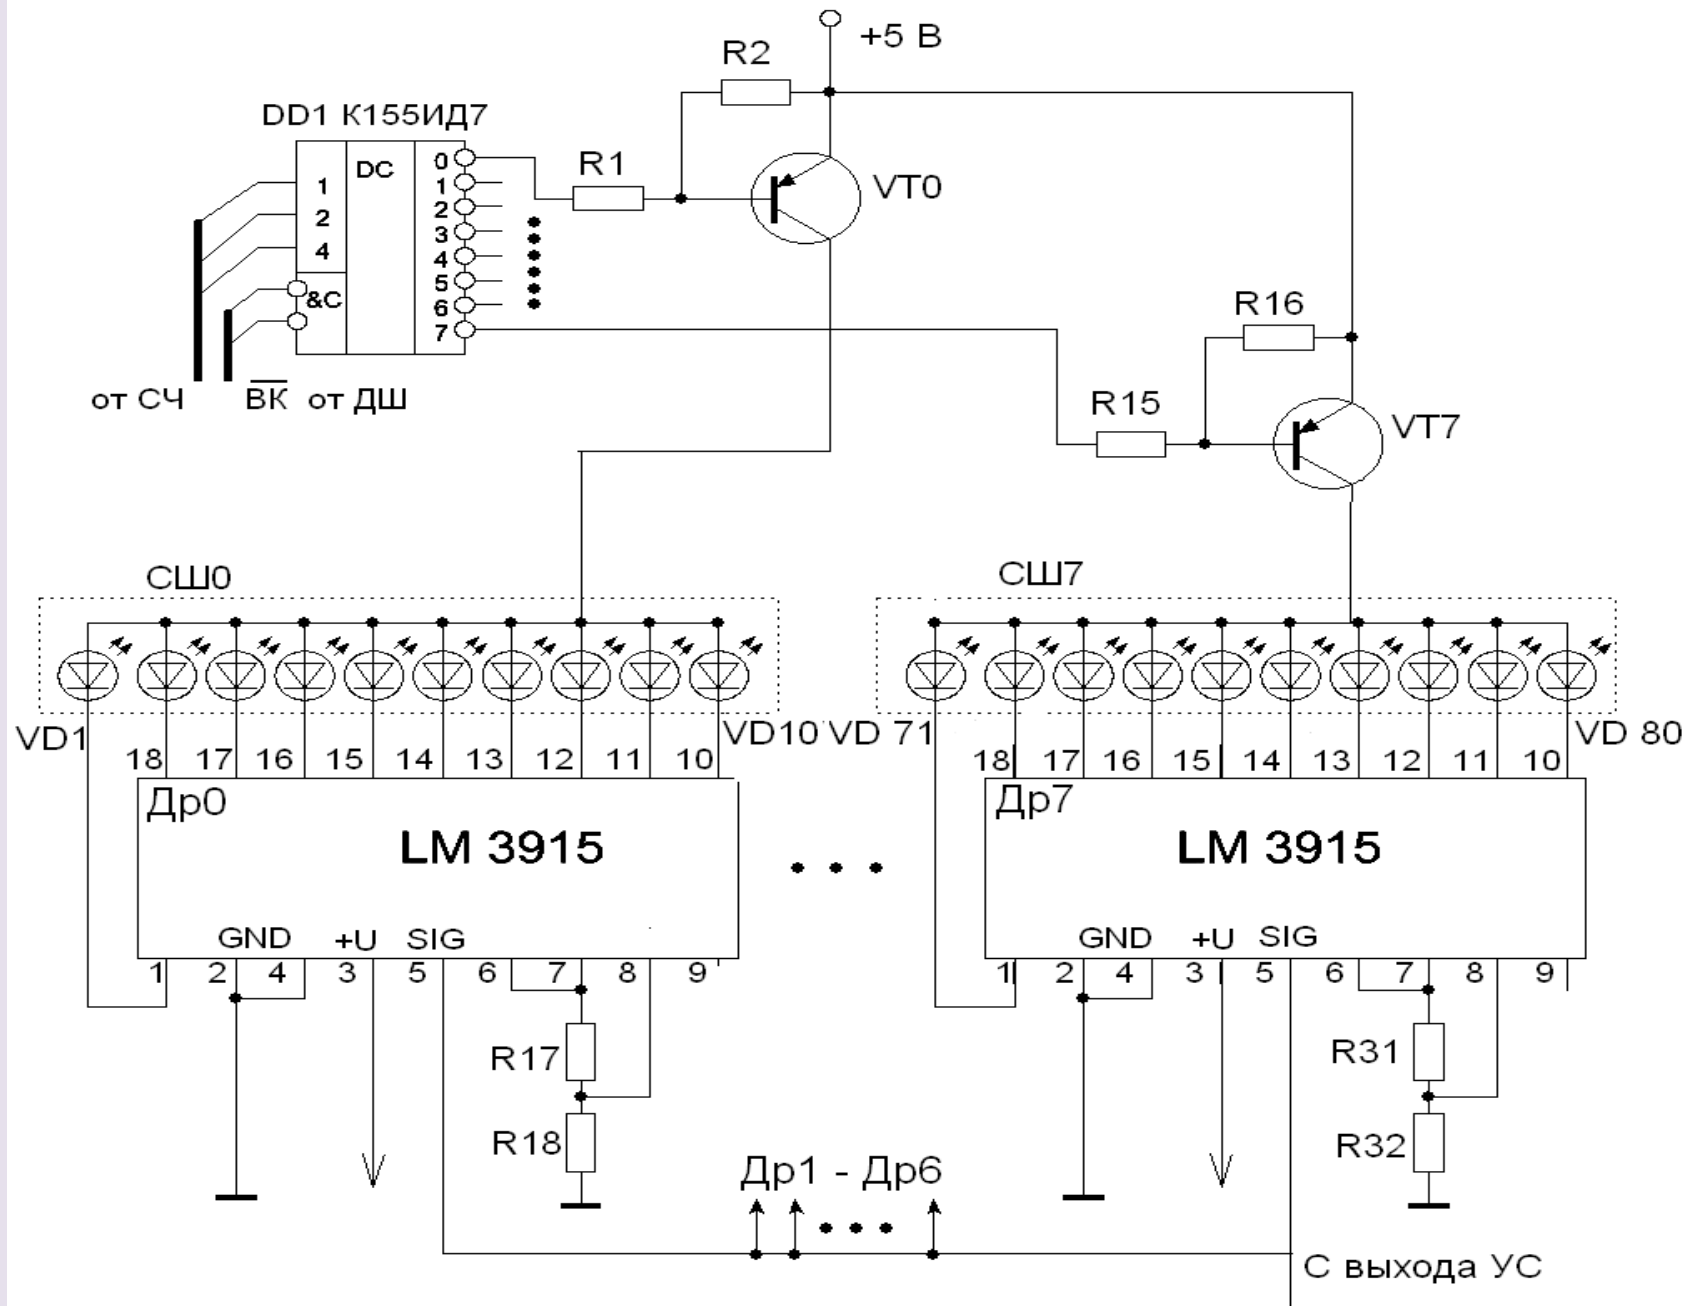 +5 В
R2
DD1 К155ИД7
R1
VT0
DC
0
1
2
3
4
5
6
7
1
2
4
&C
от СЧ
ВК от ДШ
R16
R15
VT7
СШ0
СШ7
VD1
VD10
VD 71
VD 80
18 17 16 15 14 13 12 11 10
18 17 16 15 14 13 12 11 10
Др0
Др7
LM 3915
LM 3915
GND +U SIG
GND +U SIG
1 2 4 3 5 6 7 8 9
1 2 4 3 5 6 7 8 9
R17
R31
R18
R32
Др1 - Др6
С выхода УС